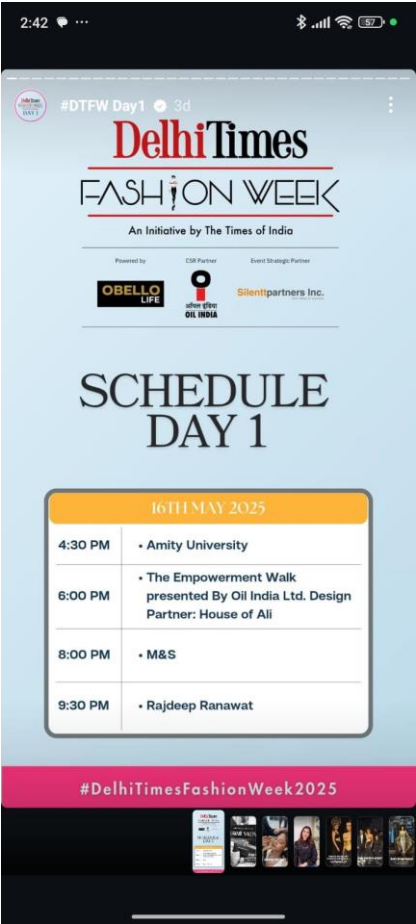 2:42
57
#DTFW Day1 3d
DelhiTimes
FASHION WEEK
An Initiative by The Times of India
Powered by CSR Partner Event Strategic Partner
OBELLO
LIFE
ऑयल इंडिया
OIL INDIA
Silenttpartners Inc.
SCHEDULE
DAY 1
16TH MAY 2025
4:30 PM • Amity University
6:00 PM • The Empowerment Walk
presented By Oil India Ltd. Design
Partner: House of Ali
8:00 PM • M&S
9:30 PM • Rajdeep Ranawat
#DelhiTimesFashionWeek2025